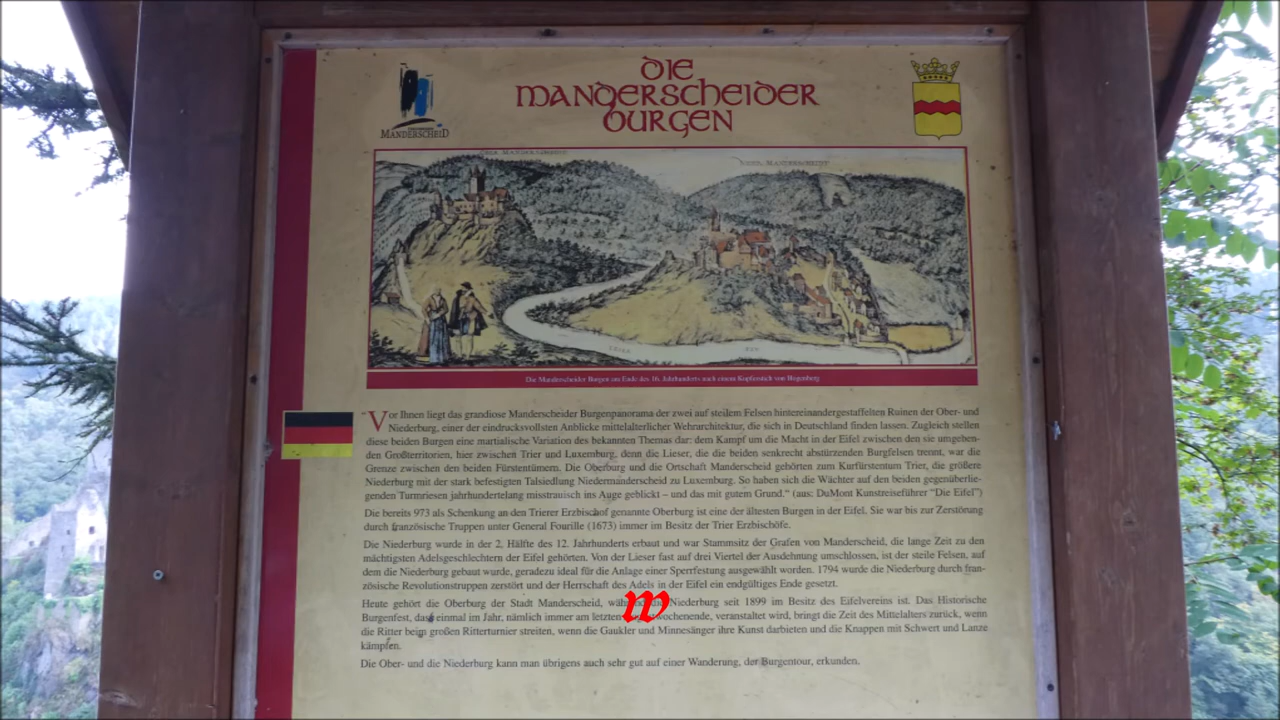 DIE
MANDERSCHEIDER
BURGEN
MANDERSCHEID
OBER MANDERSCHEIDT
NIDER MANDERSCHEIDT
Die Manderscheider Burgen am Ende des 16. Jahrhunderts nach einem Kupferstich von Hogenberg
"Vor Ihnen liegt das grandiose Manderscheider Burgenpanorama der zwei auf steilem Felsen hintereinandergestaffelten Ruinen der Ober- und
Niederburg, einer der eindrucksvollsten Anblicke mittelalterlicher Wehrarchitektur, die sich in Deutschland finden lassen. Zugleich stellen
diese beiden Burgen eine martialische Variation des bekannten Themas dar: dem Kampf um die Macht in der Eifel zwischen den sie umgeben-
den Großterritorien, hier zwischen Trier und Luxemburg, denn die Lieser, die die beiden senkrecht abstürzenden Burgfelsen trennt, war die
Grenze zwischen den beiden Fürstentümern. Die Oberburg und die Ortschaft Manderscheid gehörten zum Kurfürstentum Trier, die größere
Niederburg mit der stark befestigten Talsiedlung Niedermanderscheid zu Luxemburg. So haben sich die Wächter auf den beiden gegenüberlie-
genden Turmriesen jahrhundertelang misstrauisch ins Auge geblickt – und das mit gutem Grund." (aus: DuMont Kunstreiseführer "Die Eifel")
Die bereits 973 als Schenkung an den Trierer Erzbischof genannte Oberburg ist eine der ältesten Burgen in der Eifel. Sie war bis zur Zerstörung
durch französische Truppen unter General Fourille (1673) immer im Besitz der Trier Erzbischöfe.
Die Niederburg wurde in der 2. Hälfte des 12. Jahrhunderts erbaut und war Stammsitz der Grafen von Manderscheid, die lange Zeit zu den
mächtigsten Adelsgeschlechtern der Eifel gehörten. Von der Lieser fast auf drei Viertel der Ausdehnung umschlossen, ist der steile Felsen, auf
dem die Niederburg gebaut wurde, geradezu ideal für die Anlage einer Sperrfestung ausgewählt worden. 1794 wurde die Niederburg durch fran-
zösische Revolutionstruppen zerstört und der Herrschaft des Adels in der Eifel ein endgültiges Ende gesetzt.
Heute gehört die Oberburg der Stadt Manderscheid, Niederburg seit 1899 im Besitz des Eifelvereins ist. Das Historische
Burgenfest, dass einmal im Jahr, nämlich immer am letzten wochenende, veranstaltet wird, bringt die Zeit des Mittelalters zurück, wenn
die Ritter beim großen Ritterturnier streiten, wenn die Gaukler und Minnesänger ihre Kunst darbieten und die Knappen mit Schwert und Lanze
kämpfen.
Die Ober- und die Niederburg kann man übrigens auch sehr gut auf einer Wanderung, der Burgentour, erkunden.
w